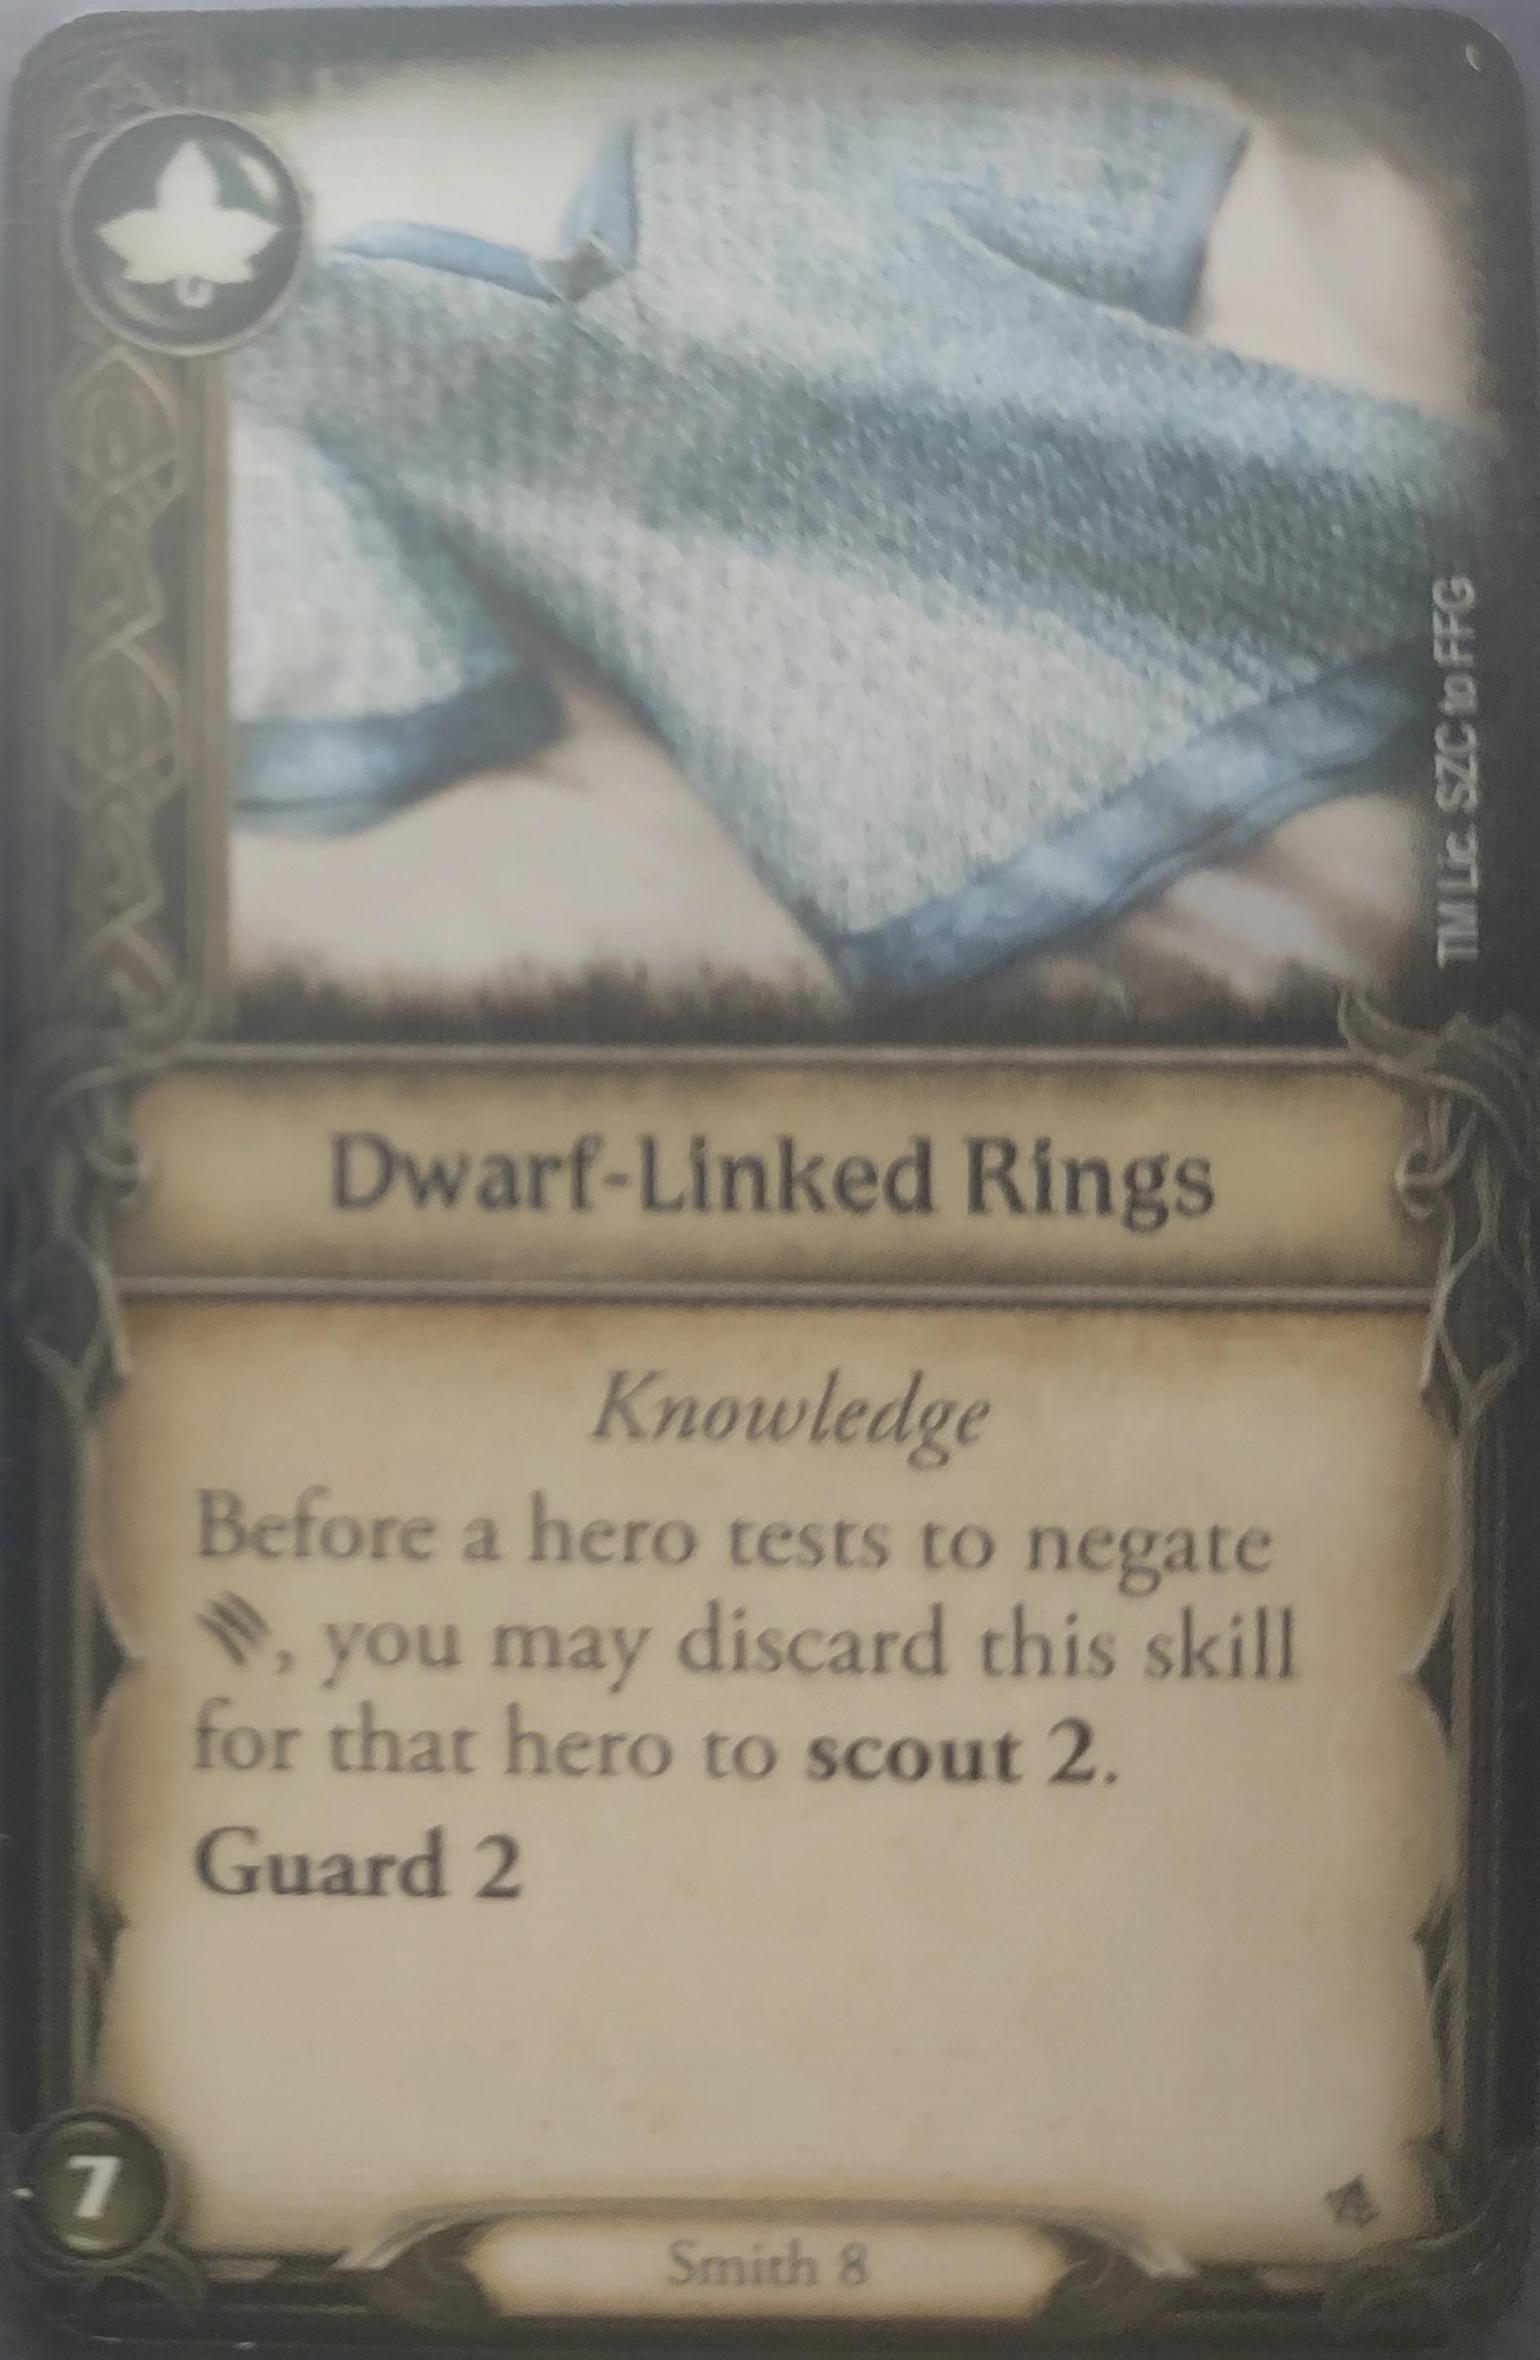 TM Lic. SZC to FFG
Dwarf-Linked Rings
Knowledge
Before a hero tests to negate
, you may discard this skill
for that hero to scout 2.
Guard 2
7
Smith 8